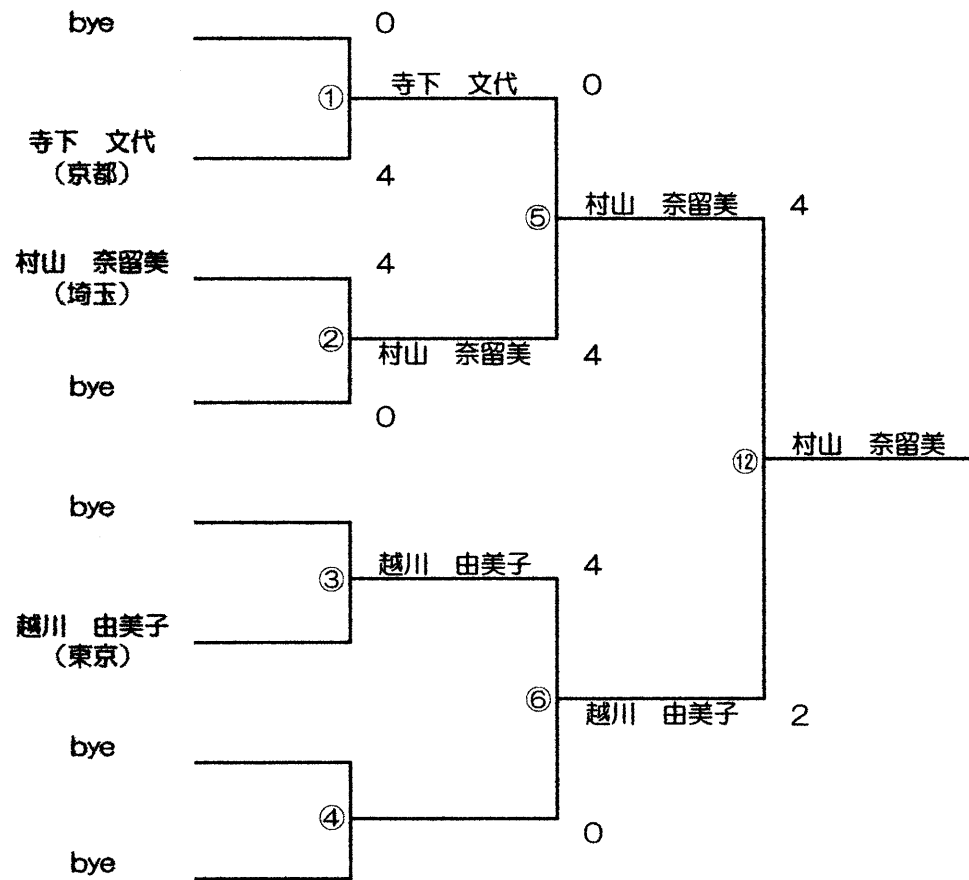 bye
0
① 寺下 文代 0
寺下 文代
(京都)
4
⑤ 村山 奈留美 4
村山 奈留美
(埼玉)
4
② 村山 奈留美 4
bye
0
⑫ 村山 奈留美
bye
③ 越川 由美子 4
越川 由美子
(東京)
⑥ 越川 由美子 2
bye
④ 0
bye